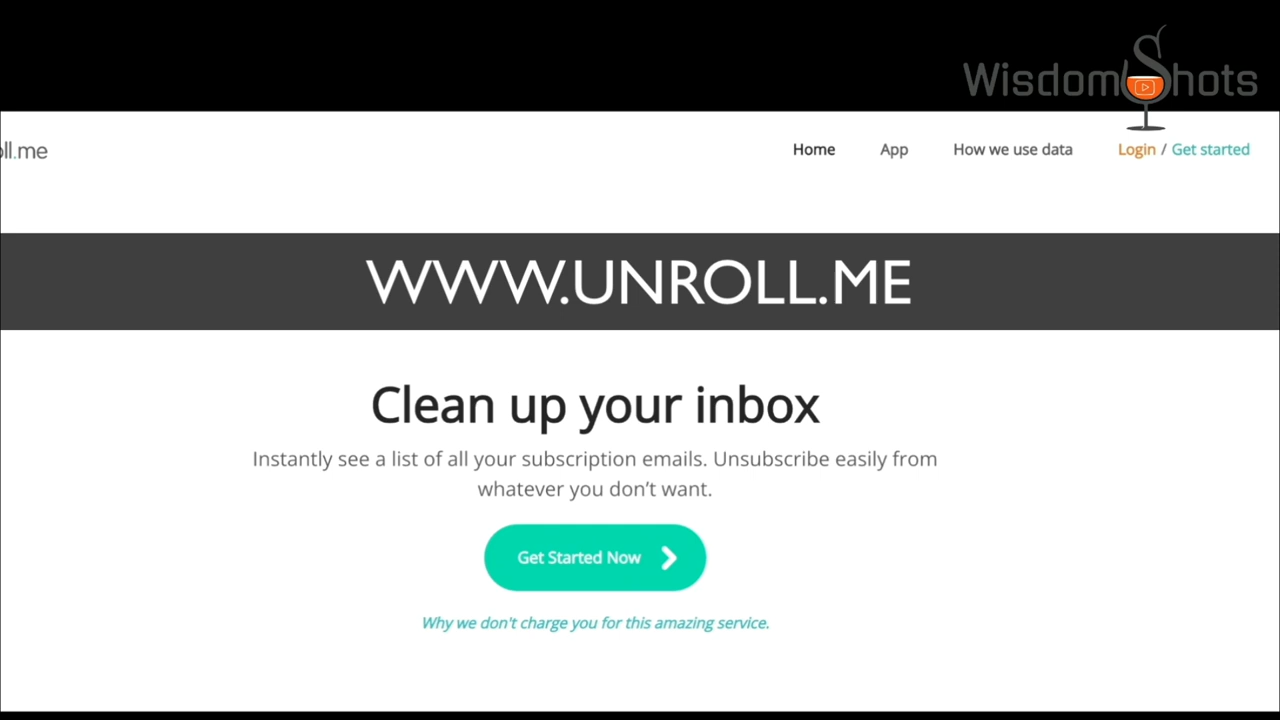 WisdomShots
oll.me
Home
App
How we use data
Login / Get started
WWW.UNROLL.ME
Clean up your inbox
Instantly see a list of all your subscription emails. Unsubscribe easily from
whatever you don’t want.
Get Started Now
Why we don't charge you for this amazing service.